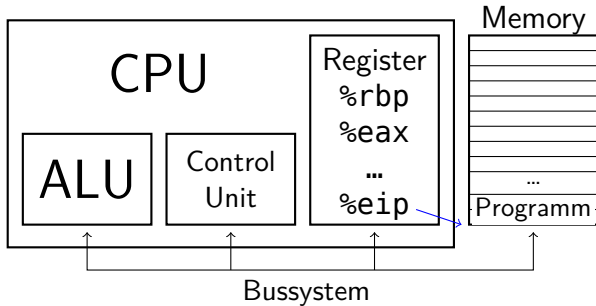 Memory
CPU
Register
%rbp
%eax
...
%eip
ALU
Control
Unit
...
Programm
Bussystem